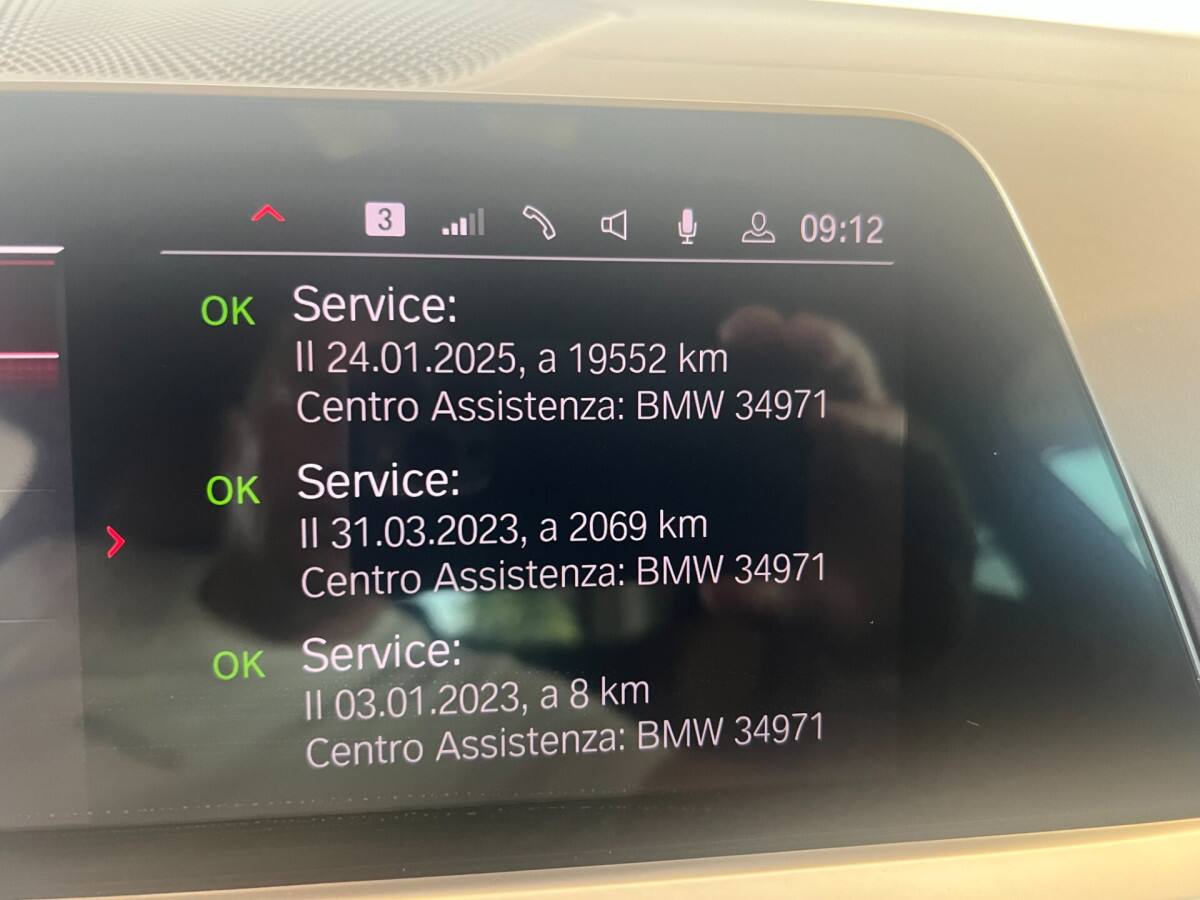 3 09:12
OK Service:
Il 24.01.2025, a 19552 km
Centro Assistenza: BMW 34971
OK Service:
Il 31.03.2023, a 2069 km
Centro Assistenza: BMW 34971
OK Service:
Il 03.01.2023, a 8 km
Centro Assistenza: BMW 34971